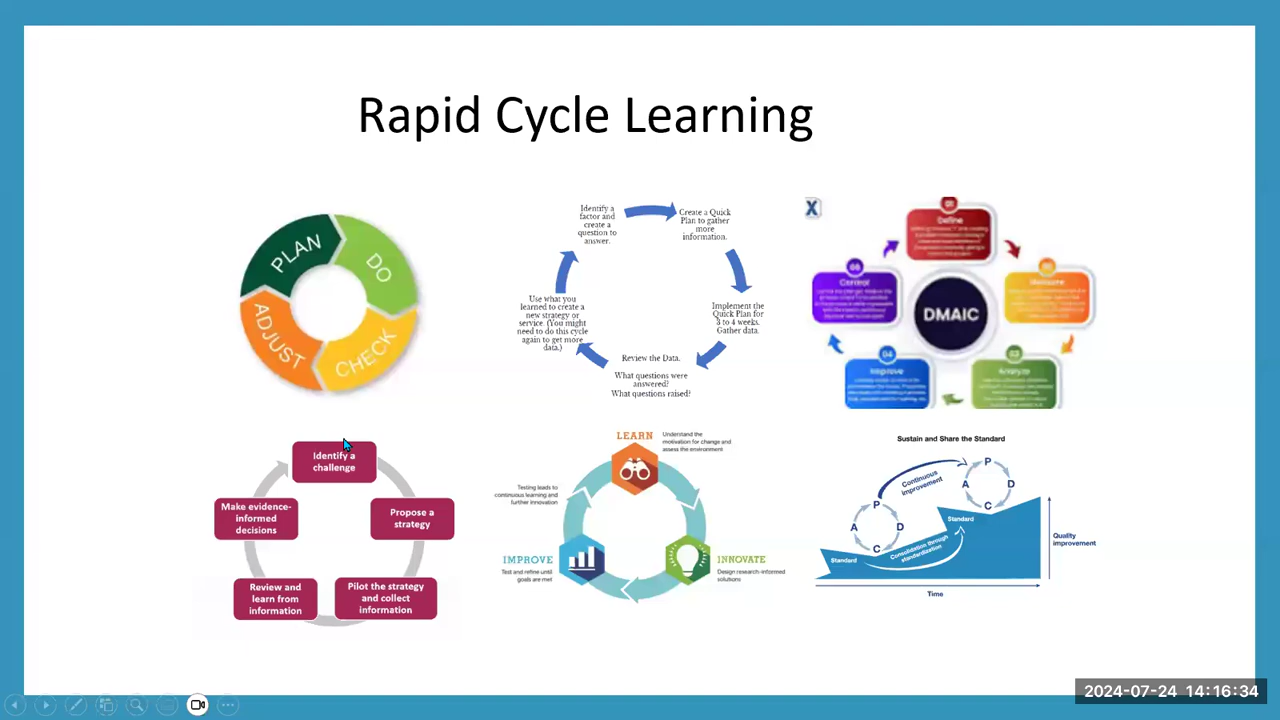 Rapid Cycle Learning
PLAN
DO
CHECK
ADJUST
Identify a
factor and
create a
question to
answer.
Create a Quick
Plan to gather
more
information.
Implement the
Quick Plan for
3 to 4 weeks.
Gather data.
Review the Data.
What questions were
answered?
What questions raised?
Use what you
learned to create a
new strategy or
service. (You might
need to do this cycle
again to get more
data.)
X
01
Define
Measure
03
Analyze
04
Improve
Control
DMAIC
Identify a
challenge
Propose a
strategy
Pilot the strategy
and collect
information
Review and
learn from
information
Make evidence-
informed
decisions
LEARN
Understand the
motivation for change and
assess the environment
INNOVATE
Design research-informed
solutions
IMPROVE
Test and refine until
goals are met
Testing leads to
continuous learning and
further innovation
Sustain and Share the Standard
Continuous
improvement
P
A
D
C
P
A
D
C
Standard
Standard
Consolidation through
standardization
Quality
improvement
Time
2024-07-24 14:16:34